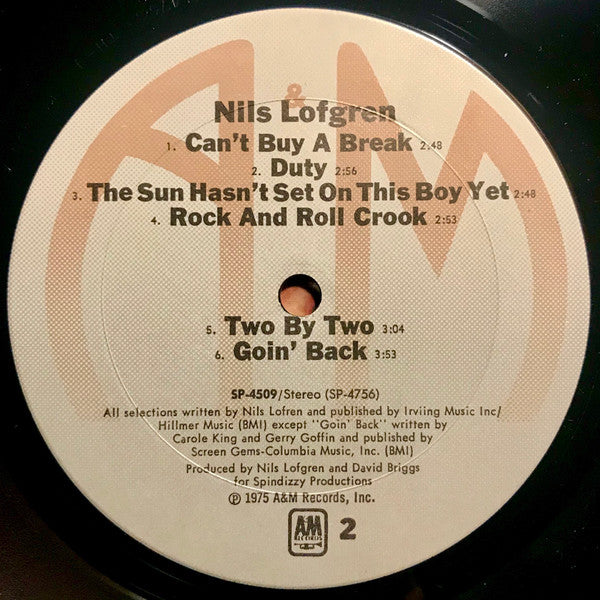 A&M
Nils Lofgren
1. Can't Buy A Break 2:48
2. Duty 2:56
3. The Sun Hasn't Set On This Boy Yet 2:48
4. Rock And Roll Crook 2:53
5. Two By Two 3:04
6. Goin' Back 3:53
SP-4509/Stereo (SP-4756)
All selections written by Nils Lofren and published by Irviing Music Inc/
Hillmer Music (BMI) except "Goin' Back" written by
Carole King and Gerry Goffin and published by
Screen Gems-Columbia Music, Inc. (BMI)
Produced by Nils Lofgren and David Briggs
for Spindizzy Productions
℗ 1975 A&M Records, Inc.
AM
RECORDS
2